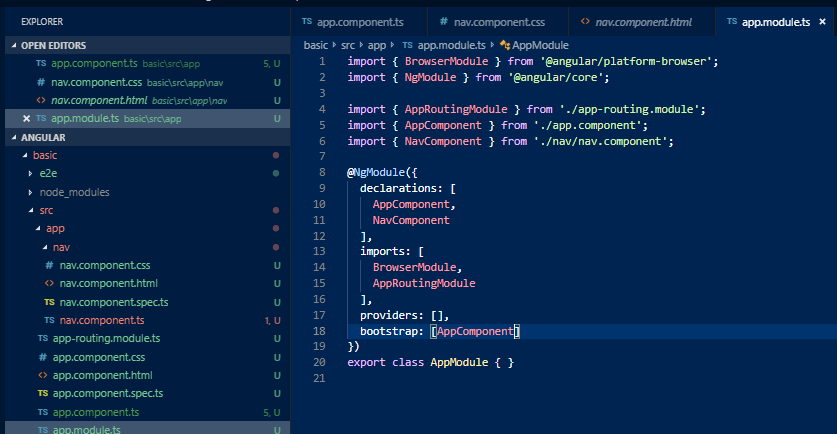 EXPLORER
OPEN EDITORS
TS app.component.ts basic\src\app 5, U
# nav.component.css basic\src\app\nav U
<> nav.component.html basic\src\app\nav U
× TS app.module.ts basic\src\app U
ANGULAR
basic
e2e
node_modules
src
app
nav
# nav.component.css U
<> nav.component.html U
TS nav.component.spec.ts U
TS nav.component.ts 1, U
TS app-routing.module.ts U
# app.component.css U
<> app.component.html U
TS app.component.spec.ts U
TS app.component.ts 5, U
TS app.module.ts U
TS app.component.ts # nav.component.css <> nav.component.html TS app.module.ts ×
basic › src › app › TS app.module.ts › AppModule
1 import { BrowserModule } from '@angular/platform-browser';
2 import { NgModule } from '@angular/core';
3
4 import { AppRoutingModule } from './app-routing.module';
5 import { AppComponent } from './app.component';
6 import { NavComponent } from './nav/nav.component';
7
8 @NgModule({
9 declarations: [
10 AppComponent,
11 NavComponent
12 ],
13 imports: [
14 BrowserModule,
15 AppRoutingModule
16 ],
17 providers: [],
18 bootstrap: [AppComponent]
19 })
20 export class AppModule { }
21